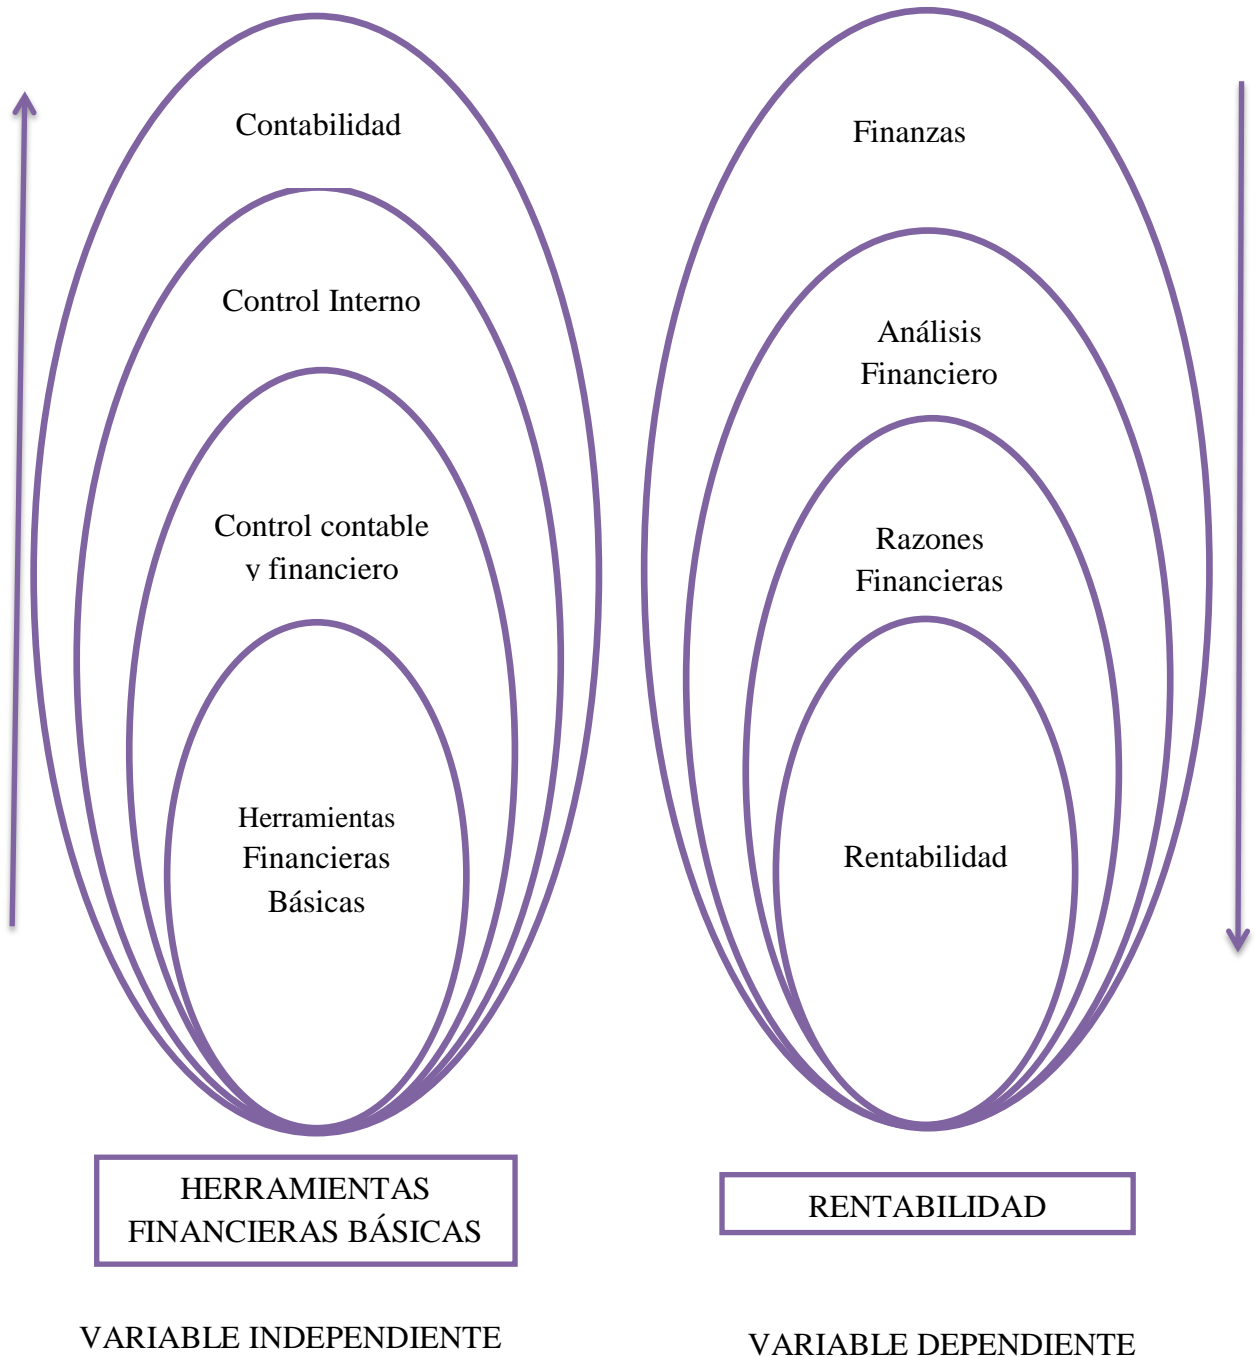 Contabilidad
Control Interno
Control contable
y financiero
Herramientas
Financieras
Básicas
HERRAMIENTAS
FINANCIERAS BÁSICAS
VARIABLE INDEPENDIENTE
Finanzas
Análisis
Financiero
Razones
Financieras
Rentabilidad
RENTABILIDAD
VARIABLE DEPENDIENTE